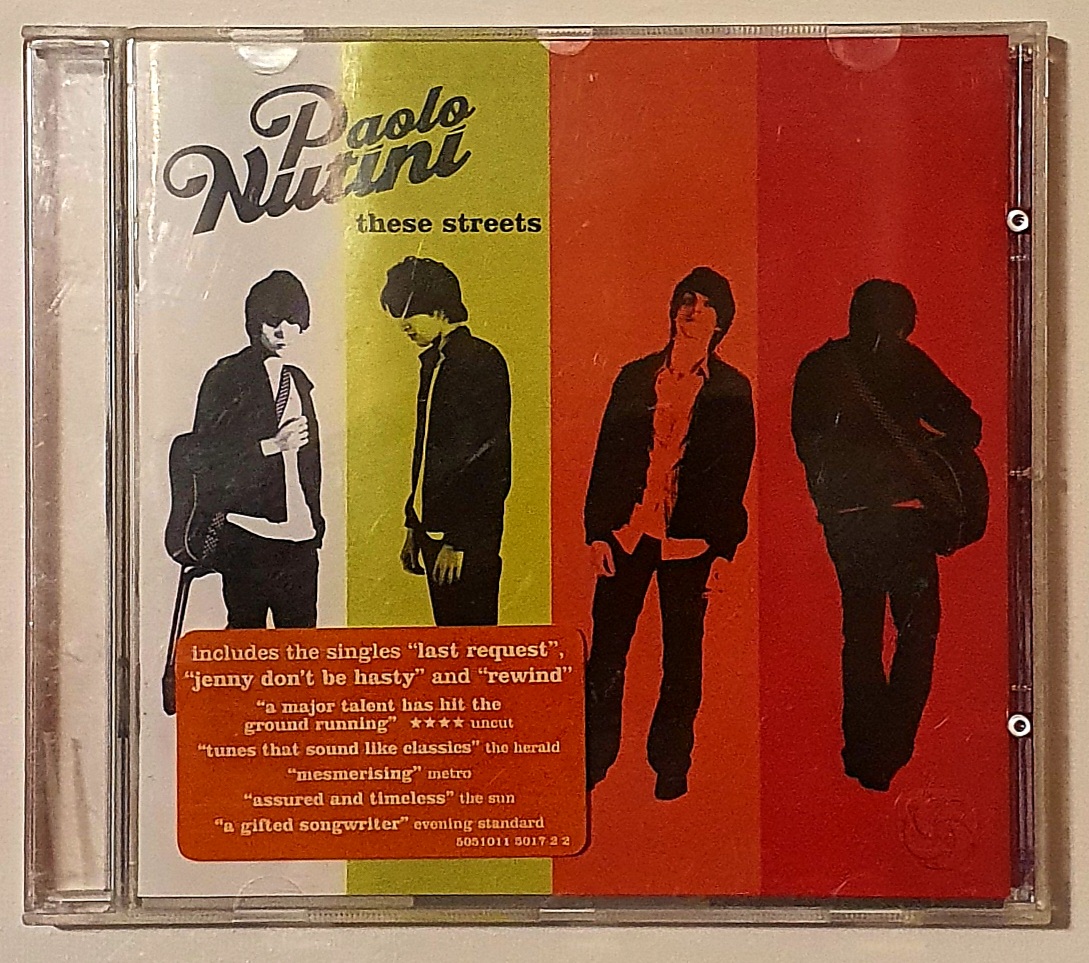 Paolo
Nutini
these streets
includes the singles “last request”,
“jenny don't be hasty” and “rewind”
“a major talent has hit the
ground running” ★★★★ uncut
“tunes that sound like classics” the herald
“mesmerising” metro
“assured and timeless” the sun
“a gifted songwriter” evening standard
5051011 5017 2 2